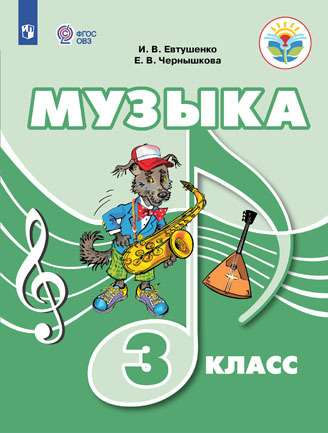 ФГОС
ОВЗ
И. В. Евтушенко
Е. В. Чернышкова
МУЗЫКА
3 КЛАСС